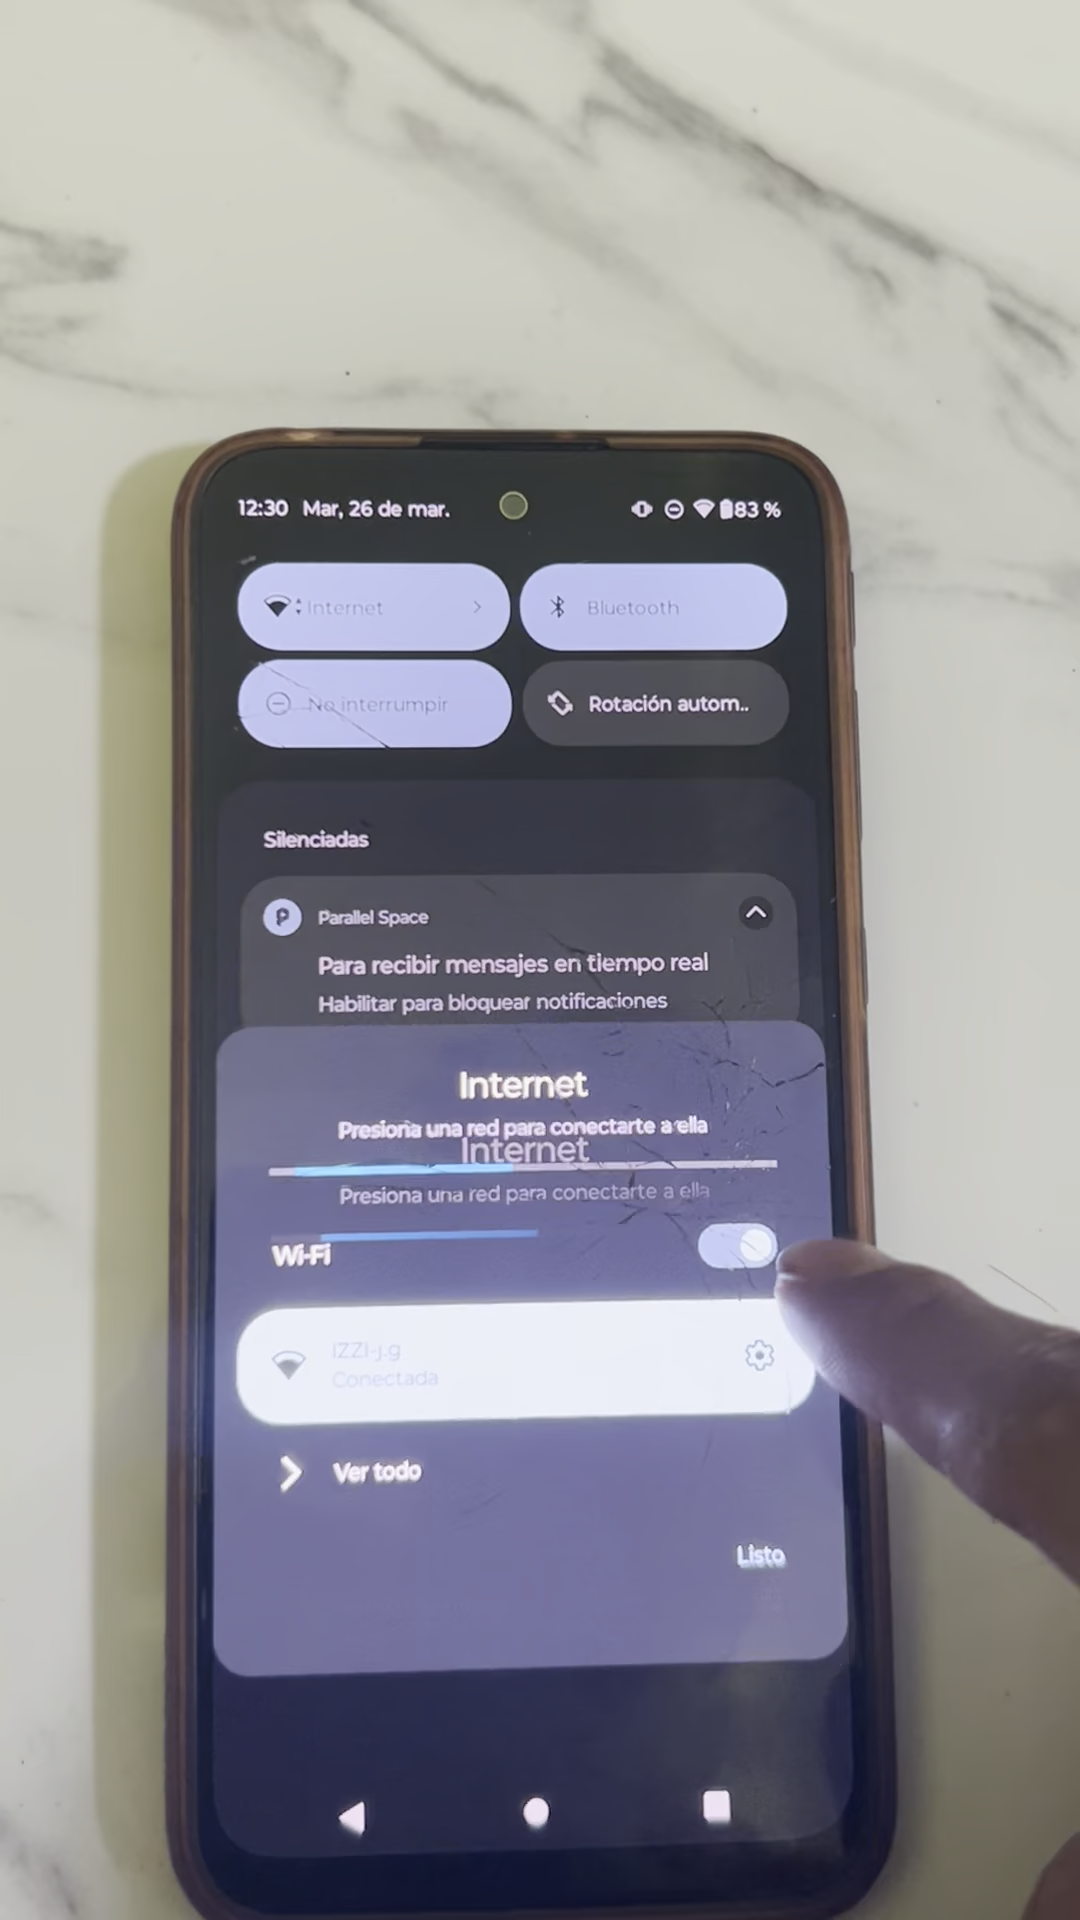 12:30 Mar, 26 de mar. 83 %
Internet
Bluetooth
No interrumpir
Rotación autom..
Silenciadas
Parallel Space
Para recibir mensajes en tiempo real
Habilitar para bloquear notificaciones
Internet
Presiona una red para conectarte a ella
Internet
Presiona una red para conectarte a ella
Wi-Fi
IZZI-j.g
Conectada
Ver todo
Listo